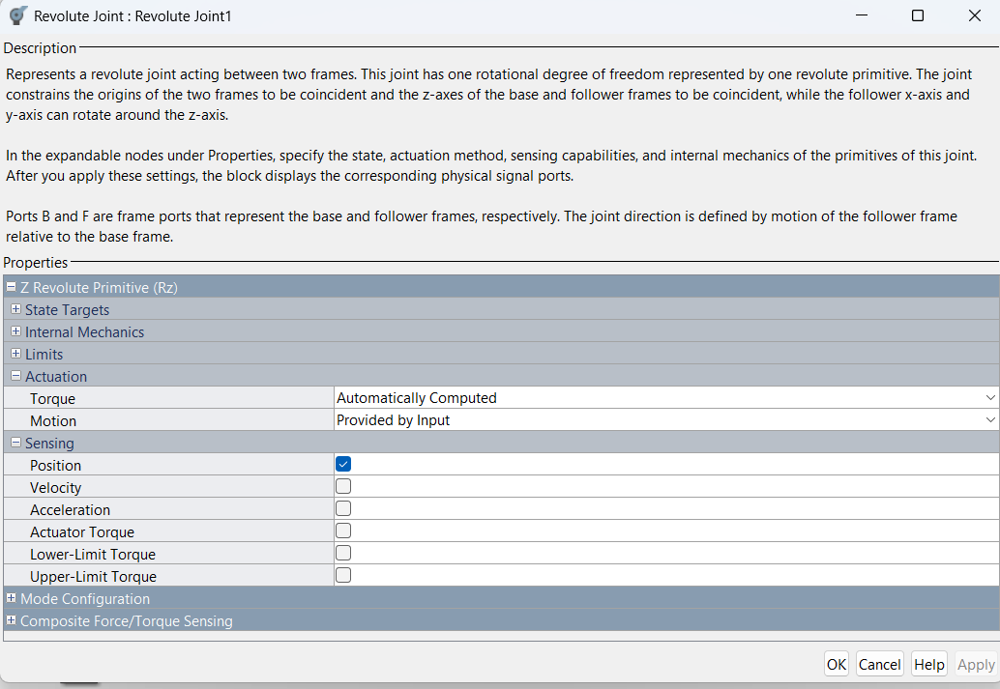 Revolute Joint : Revolute Joint1
Description
Represents a revolute joint acting between two frames. This joint has one rotational degree of freedom represented by one revolute primitive. The joint
constrains the origins of the two frames to be coincident and the z-axes of the base and follower frames to be coincident, while the follower x-axis and
y-axis can rotate around the z-axis.
In the expandable nodes under Properties, specify the state, actuation method, sensing capabilities, and internal mechanics of the primitives of this joint.
After you apply these settings, the block displays the corresponding physical signal ports.
Ports B and F are frame ports that represent the base and follower frames, respectively. The joint direction is defined by motion of the follower frame
relative to the base frame.
Properties
Z Revolute Primitive (Rz)
State Targets
Internal Mechanics
Limits
Actuation
Torque Automatically Computed
Motion Provided by Input
Sensing
Position
Velocity
Acceleration
Actuator Torque
Lower-Limit Torque
Upper-Limit Torque
Mode Configuration
Composite Force/Torque Sensing
OK Cancel Help Apply